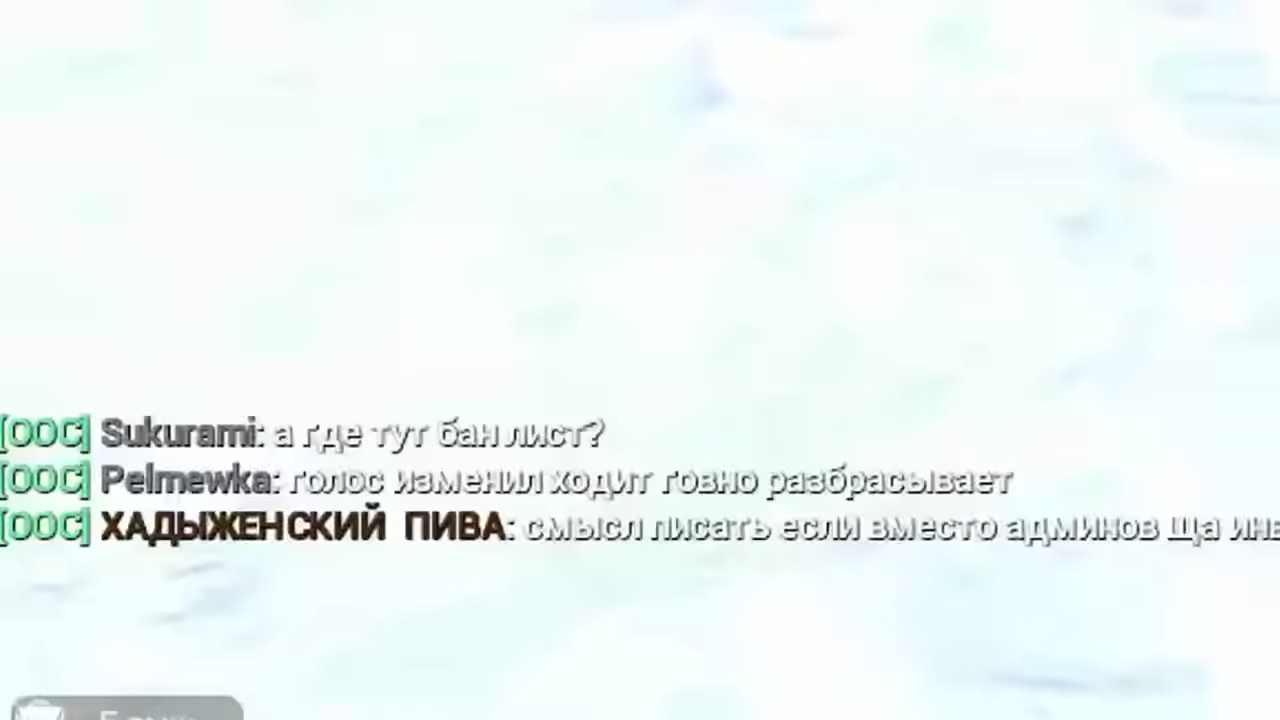 [OOC] Sukurami: а где тут бан лист?
[OOC] Pelmewka: голос изменил ходит говно разбрасывает
[OOC] ХАДЫЖЕНСКИЙ ПИВА: смысл писать если вместо админов ща